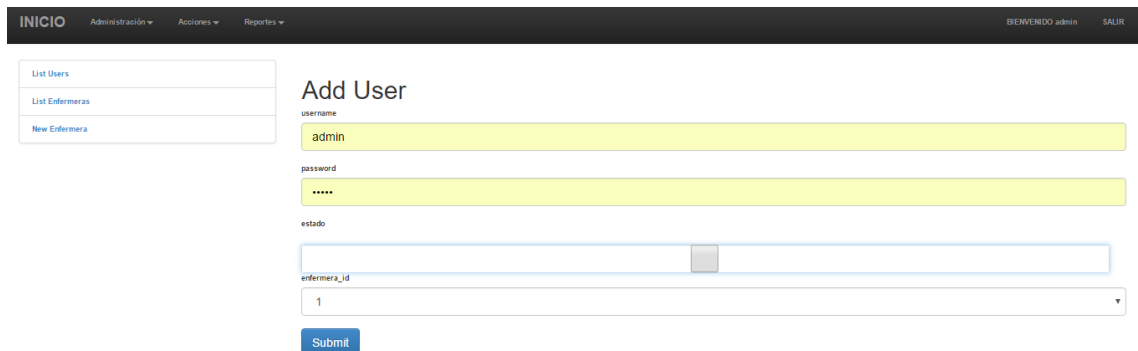 INICIO Administración Acciones Reportes BIENVENIDO admin SALIR
List Users
List Enfermeras
New Enfermera
Add User
username
admin
password
•••••
estado
enfermera_id
1
Submit